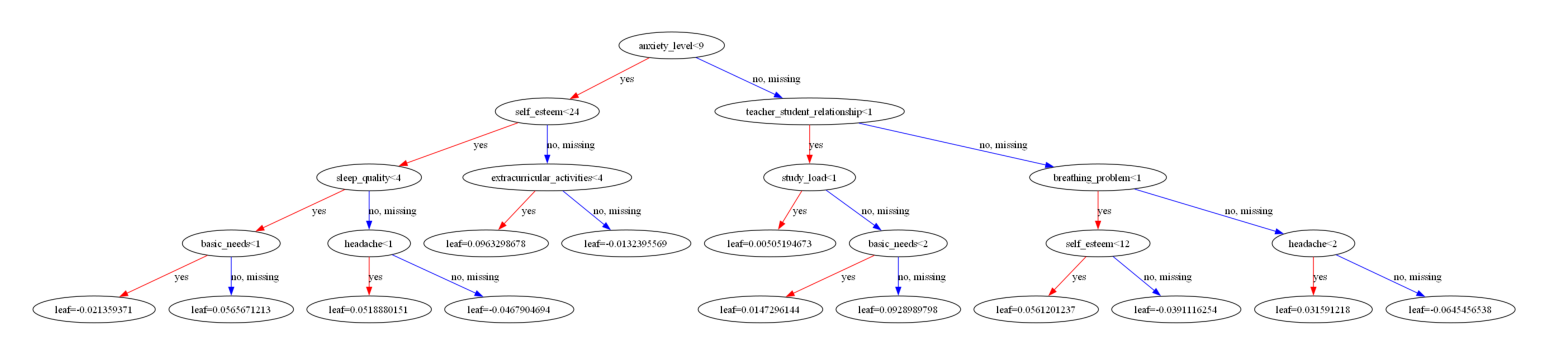 anxiety_level<9
yes
no, missing
self_esteem<24
teacher_student_relationship<1
yes
no, missing
yes
no, missing
sleep_quality<4
extracurricular_activities<4
study_load<1
breathing_problem<1
yes
no, missing
yes
no, missing
yes
no, missing
yes
no, missing
basic_needs<1
headache<1
leaf=0.0963298678
leaf=-0.0132395569
leaf=0.00505194673
basic_needs<2
self_esteem<12
headache<2
yes
no, missing
yes
no, missing
yes
no, missing
yes
no, missing
yes
no, missing
leaf=-0.021359371
leaf=0.0565671213
leaf=0.0518880151
leaf=-0.0467904694
leaf=0.0147296144
leaf=0.0928989798
leaf=0.0561201237
leaf=-0.0391116254
leaf=0.031591218
leaf=-0.0645456538